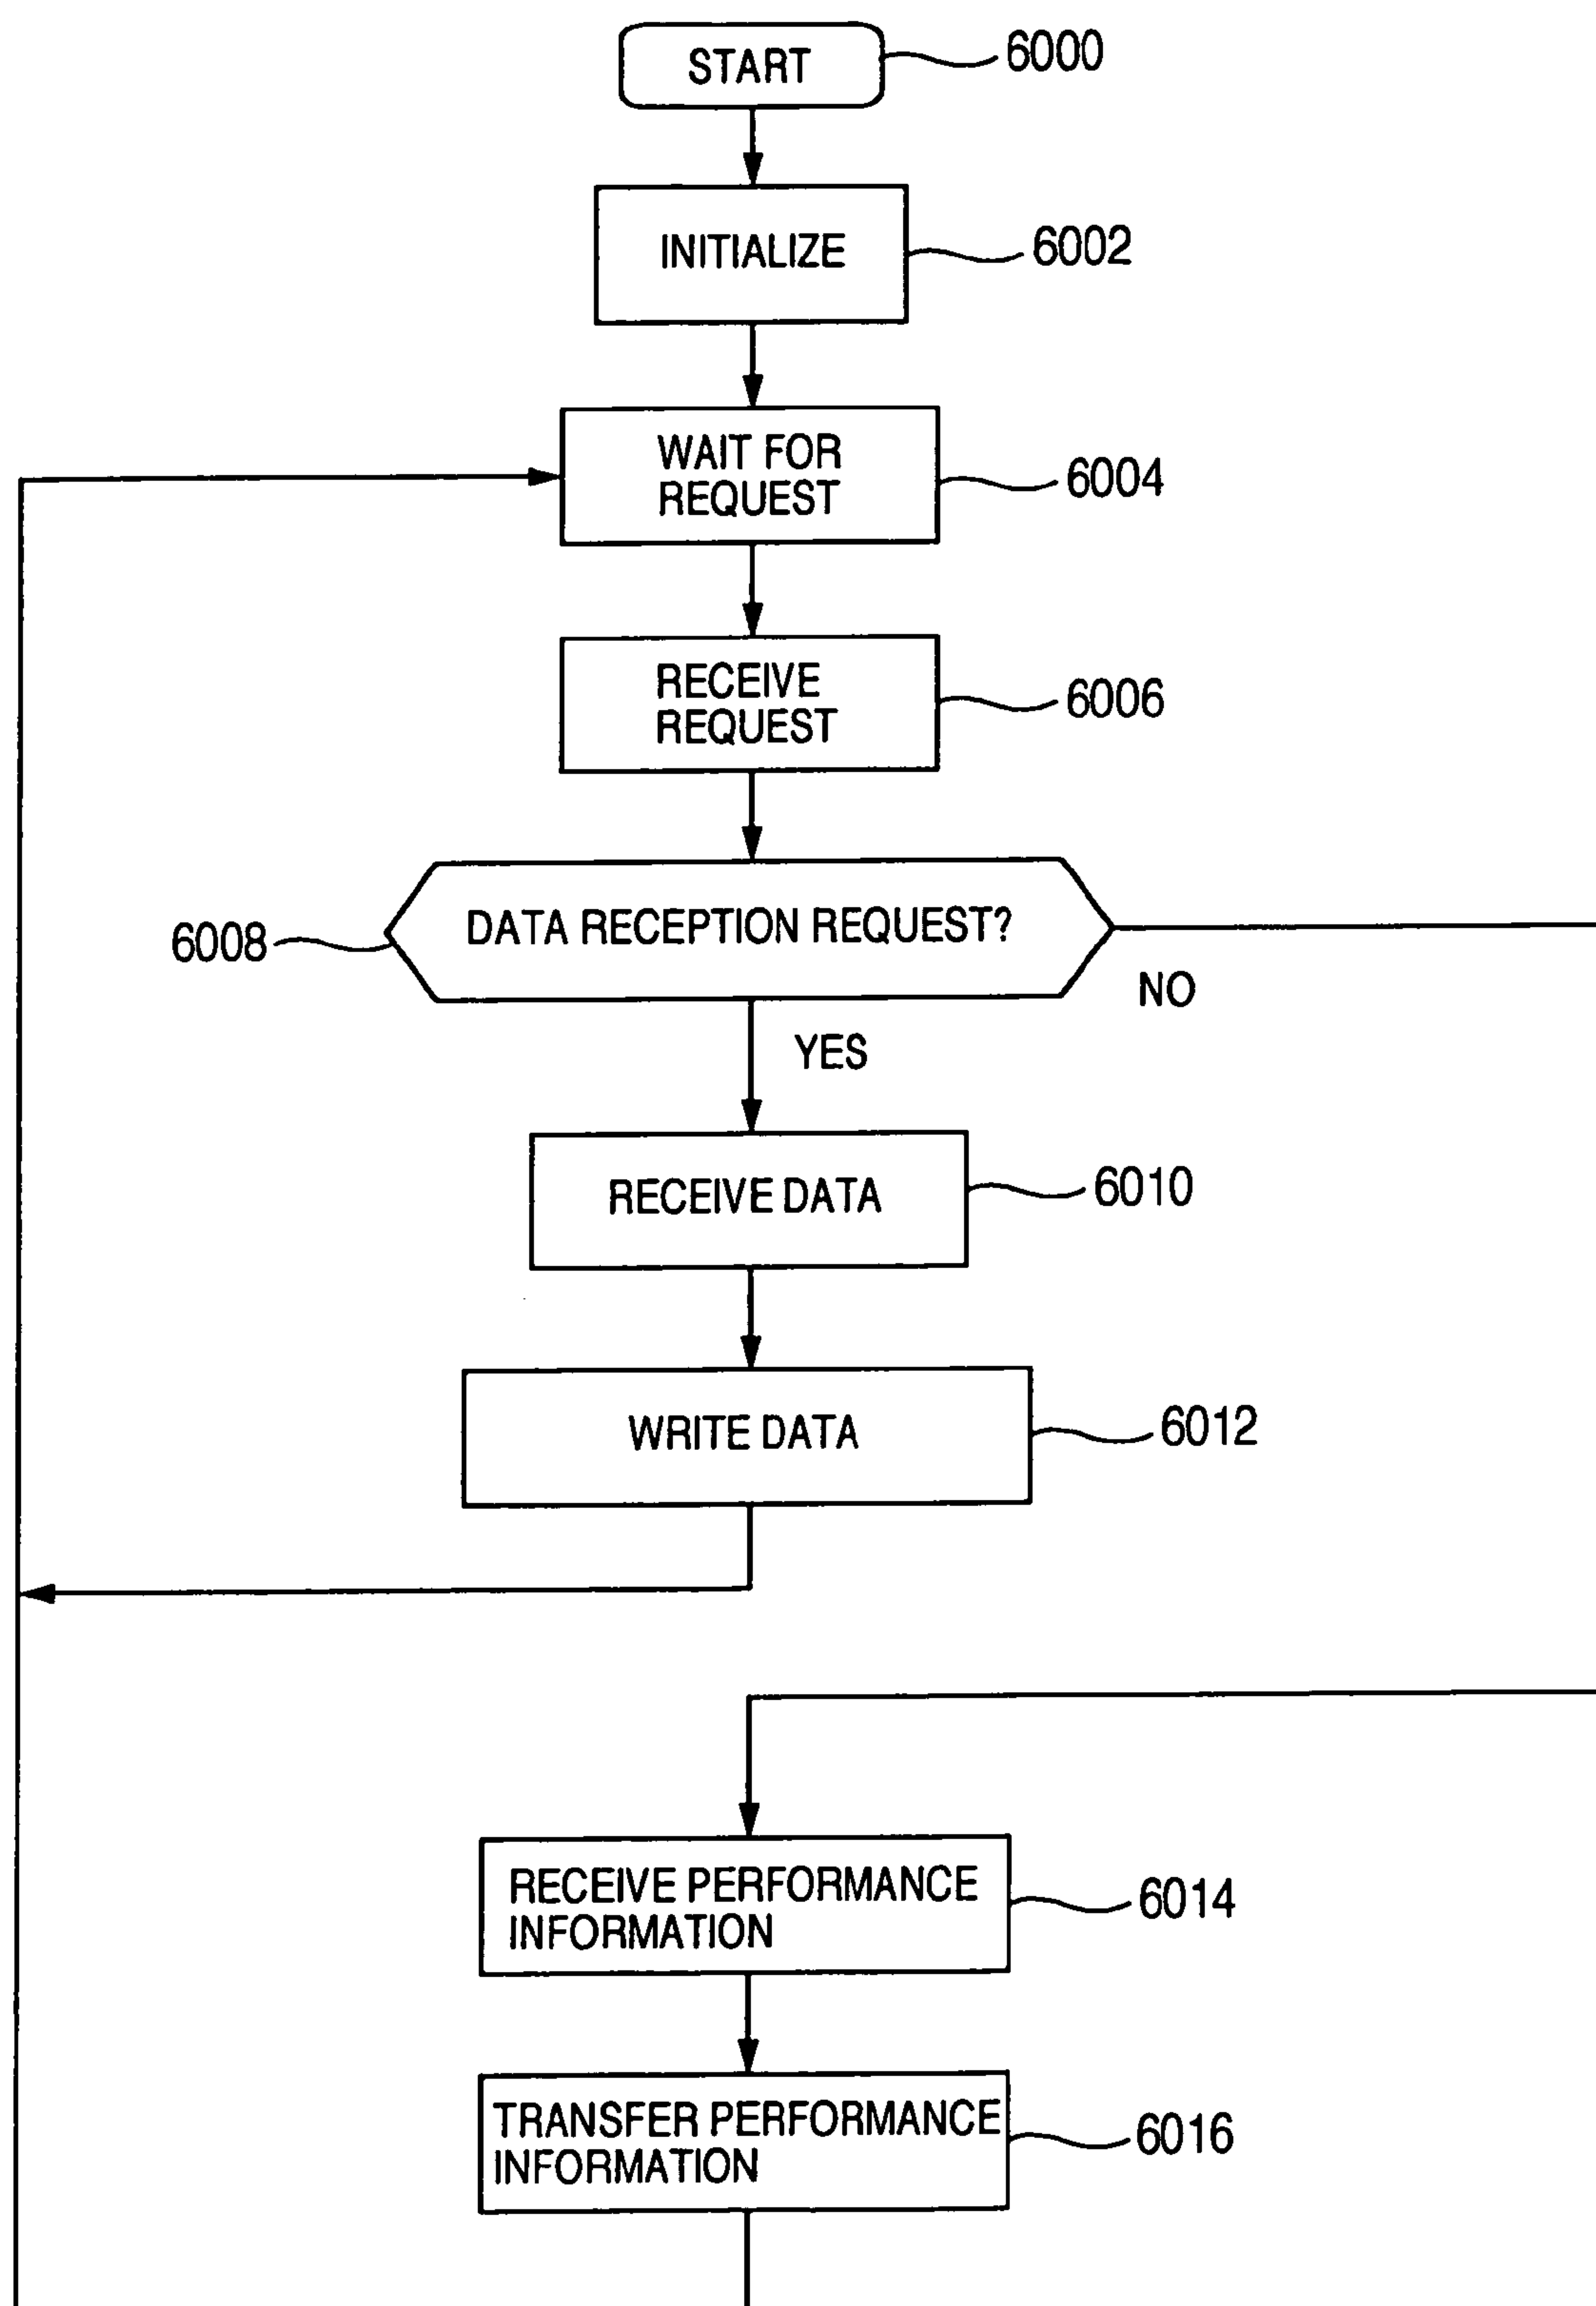 START
6000
INITIALIZE
6002
WAIT FOR
REQUEST
6004
RECEIVE
REQUEST
6006
DATA RECEPTION REQUEST?
6008
NO
YES
RECEIVE DATA
6010
WRITE DATA
6012
RECEIVE PERFORMANCE
INFORMATION
6014
TRANSFER PERFORMANCE
INFORMATION
6016